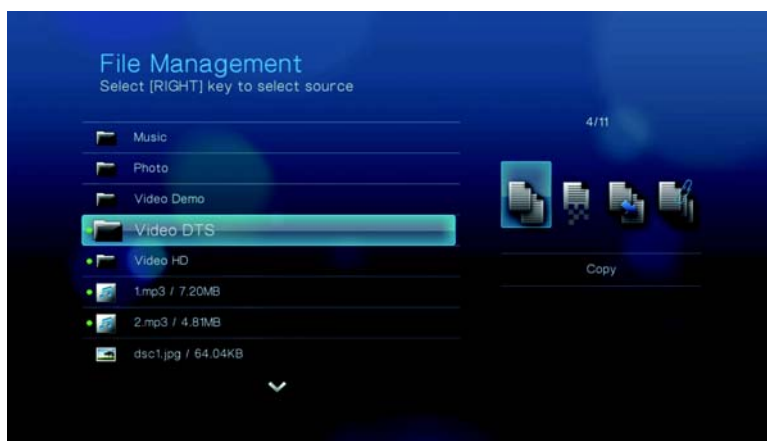 File Management
Select [RIGHT] key to select source
4/11
Music
Photo
Video Demo
Video DTS
Video HD
1.mp3 / 7.20MB
2.mp3 / 4.81MB
dsc1.jpg / 64.04KB
Copy